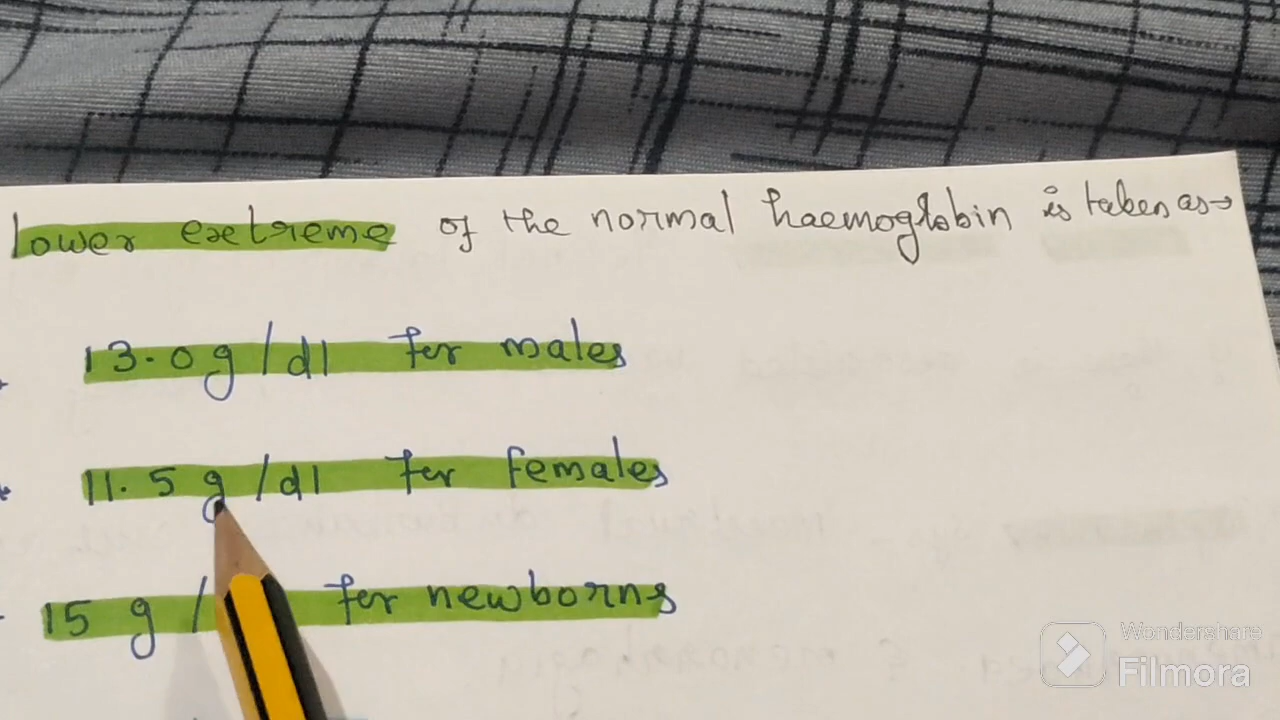 lower extreme of the normal haemoglobin is taken as→
13.0 g/dl for males
11.5 g/dl for females
15 g/ for newborns
Wondershare
Filmora